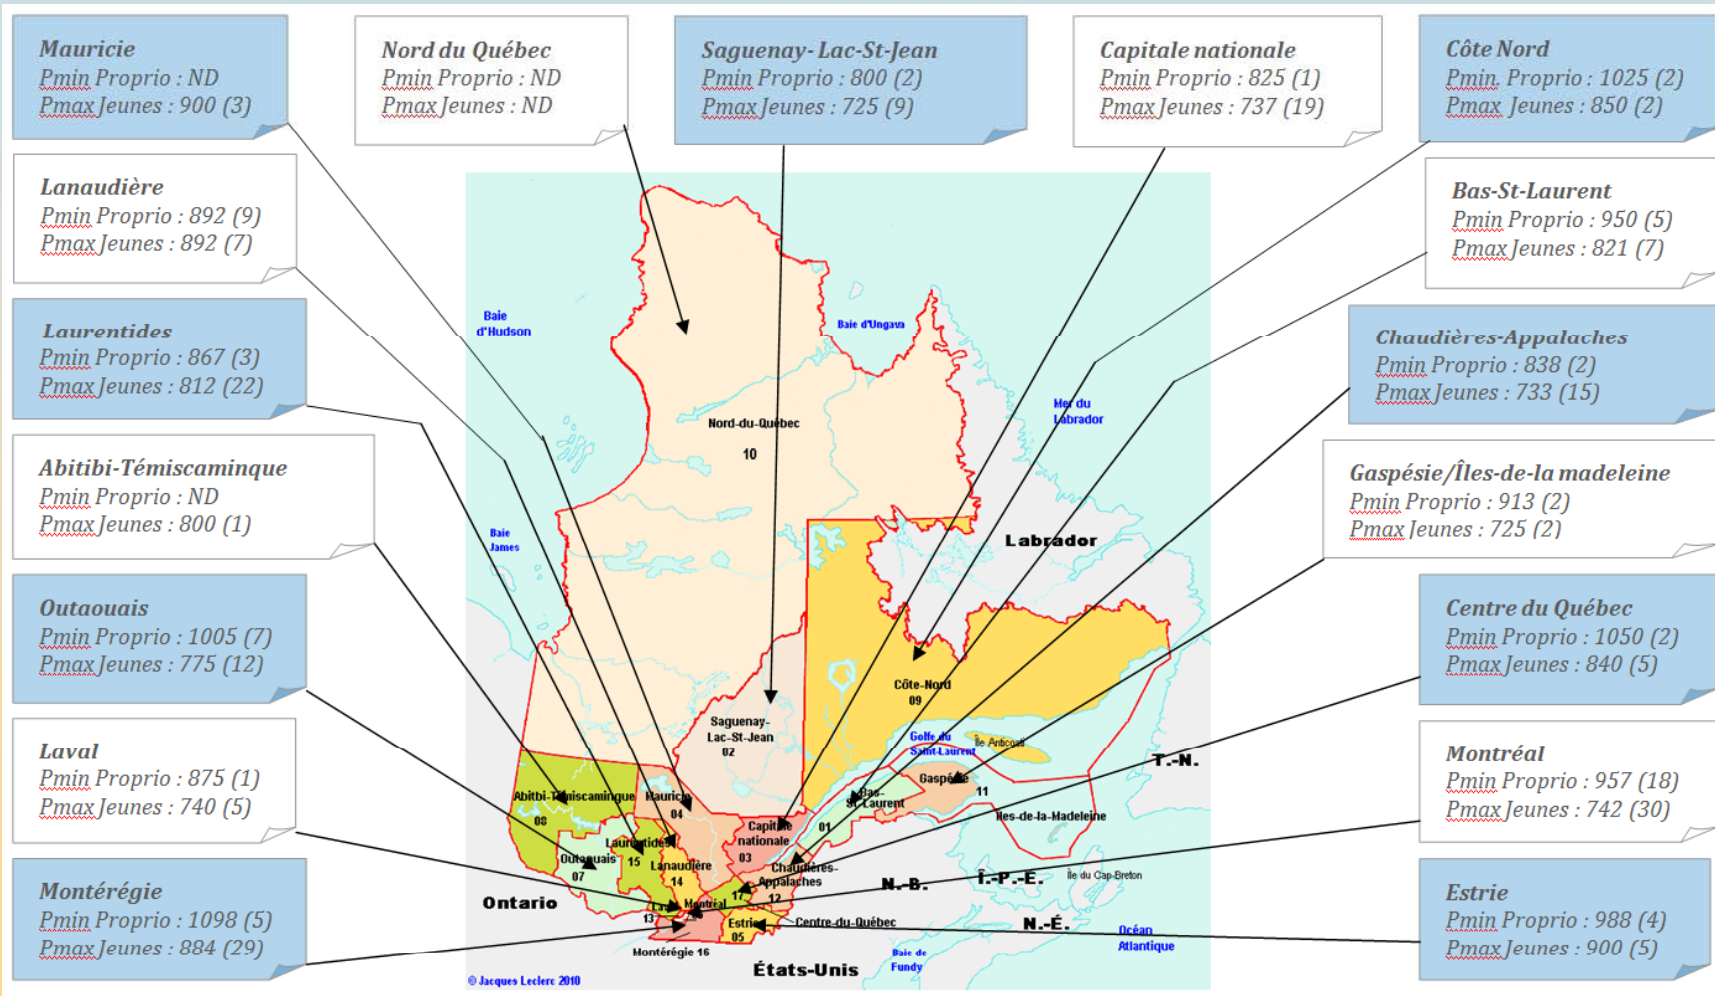 Mauricie
Pmin Proprio : ND
Pmax Jeunes : 900 (3)
Nord du Québec
Pmin Proprio : ND
Pmax Jeunes : ND
Saguenay- Lac-St-Jean
Pmin Proprio : 800 (2)
Pmax Jeunes : 725 (9)
Capitale nationale
Pmin Proprio : 825 (1)
Pmax Jeunes : 737 (19)
Côte Nord
Pmin. Proprio : 1025 (2)
Pmax Jeunes : 850 (2)
Lanaudière
Pmin Proprio : 892 (9)
Pmax Jeunes : 892 (7)
Bas-St-Laurent
Pmin Proprio : 950 (5)
Pmax Jeunes : 821 (7)
Laurentides
Pmin Proprio : 867 (3)
Pmax Jeunes : 812 (22)
Chaudières-Appalaches
Pmin Proprio : 838 (2)
Pmax Jeunes : 733 (15)
Abitibi-Témiscaminque
Pmin Proprio : ND
Pmax Jeunes : 800 (1)
Gaspésie/Îles-de-la madeleine
Pmin Proprio : 913 (2)
Pmax Jeunes : 725 (2)
Outaouais
Pmin Proprio : 1005 (7)
Pmax Jeunes : 775 (12)
Centre du Québec
Pmin Proprio : 1050 (2)
Pmax Jeunes : 840 (5)
Laval
Pmin Proprio : 875 (1)
Pmax Jeunes : 740 (5)
Montréal
Pmin Proprio : 957 (18)
Pmax Jeunes : 742 (30)
Montérégie
Pmin Proprio : 1098 (5)
Pmax Jeunes : 884 (29)
Estrie
Pmin Proprio : 988 (4)
Pmax Jeunes : 900 (5)
Baie
d'Hudson
Baie d'Ungava
Mer du
Labrador
Nord-du-Québec
10
Baie
James
Labrador
Côte-Nord
09
Saguenay-
Lac-St-Jean
02
Golfe du
Saint-Laurent
Île Anticosti
T.-N.
Gaspésie
11
Abitbi-Témiscamingue
08
Mauricie
04
Bas-
St-Laurent
01
Îles-de-la-Madeleine
Capitale
nationale
03
Laurentides
15
Outaouais
07
Lanaudière
14
Chaudières-
Appalaches
12
17
Î.-P.-É.
Île du Cap-Breton
N.-B.
Ontario
Montréal
13
Estrie
05
Centre-du-Québec
N.-É.
Océan
Atlantique
Montérégie 16
Baie de
Fundy
États-Unis
© Jacques Leclerc 2010